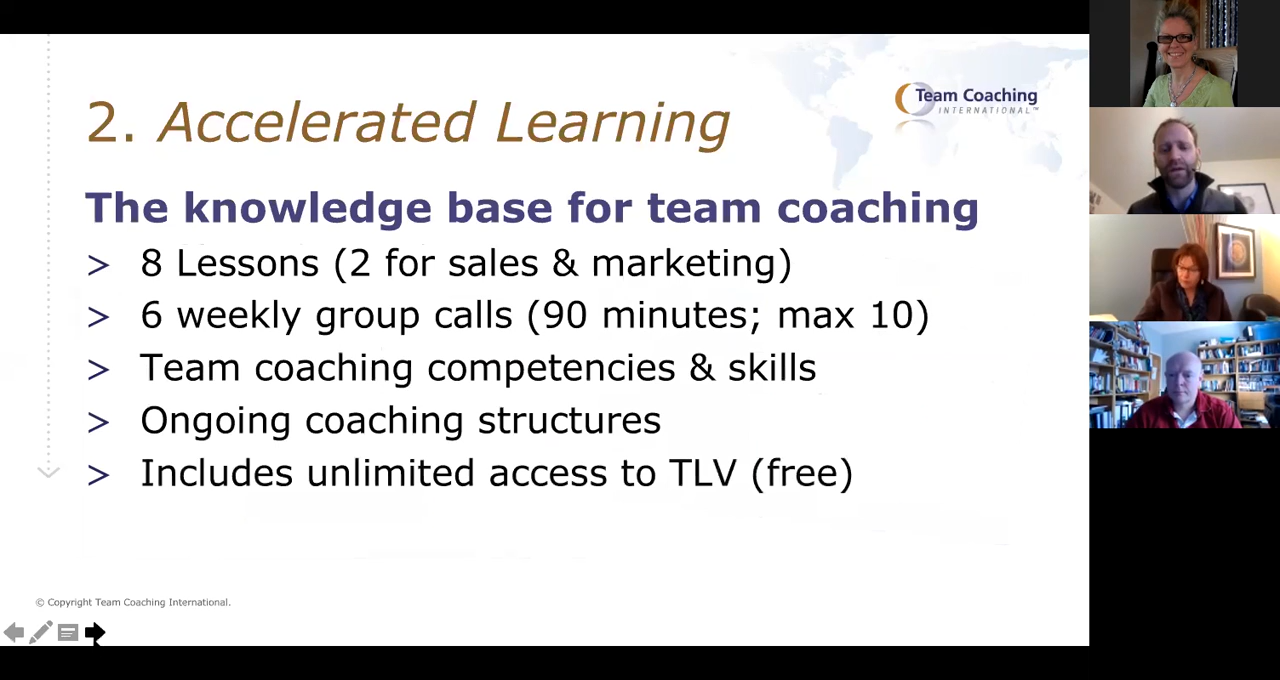 2. Accelerated Learning
Team Coaching
INTERNATIONAL™
The knowledge base for team coaching
> 8 Lessons (2 for sales & marketing)
> 6 weekly group calls (90 minutes; max 10)
> Team coaching competencies & skills
> Ongoing coaching structures
> Includes unlimited access to TLV (free)
© Copyright Team Coaching International.